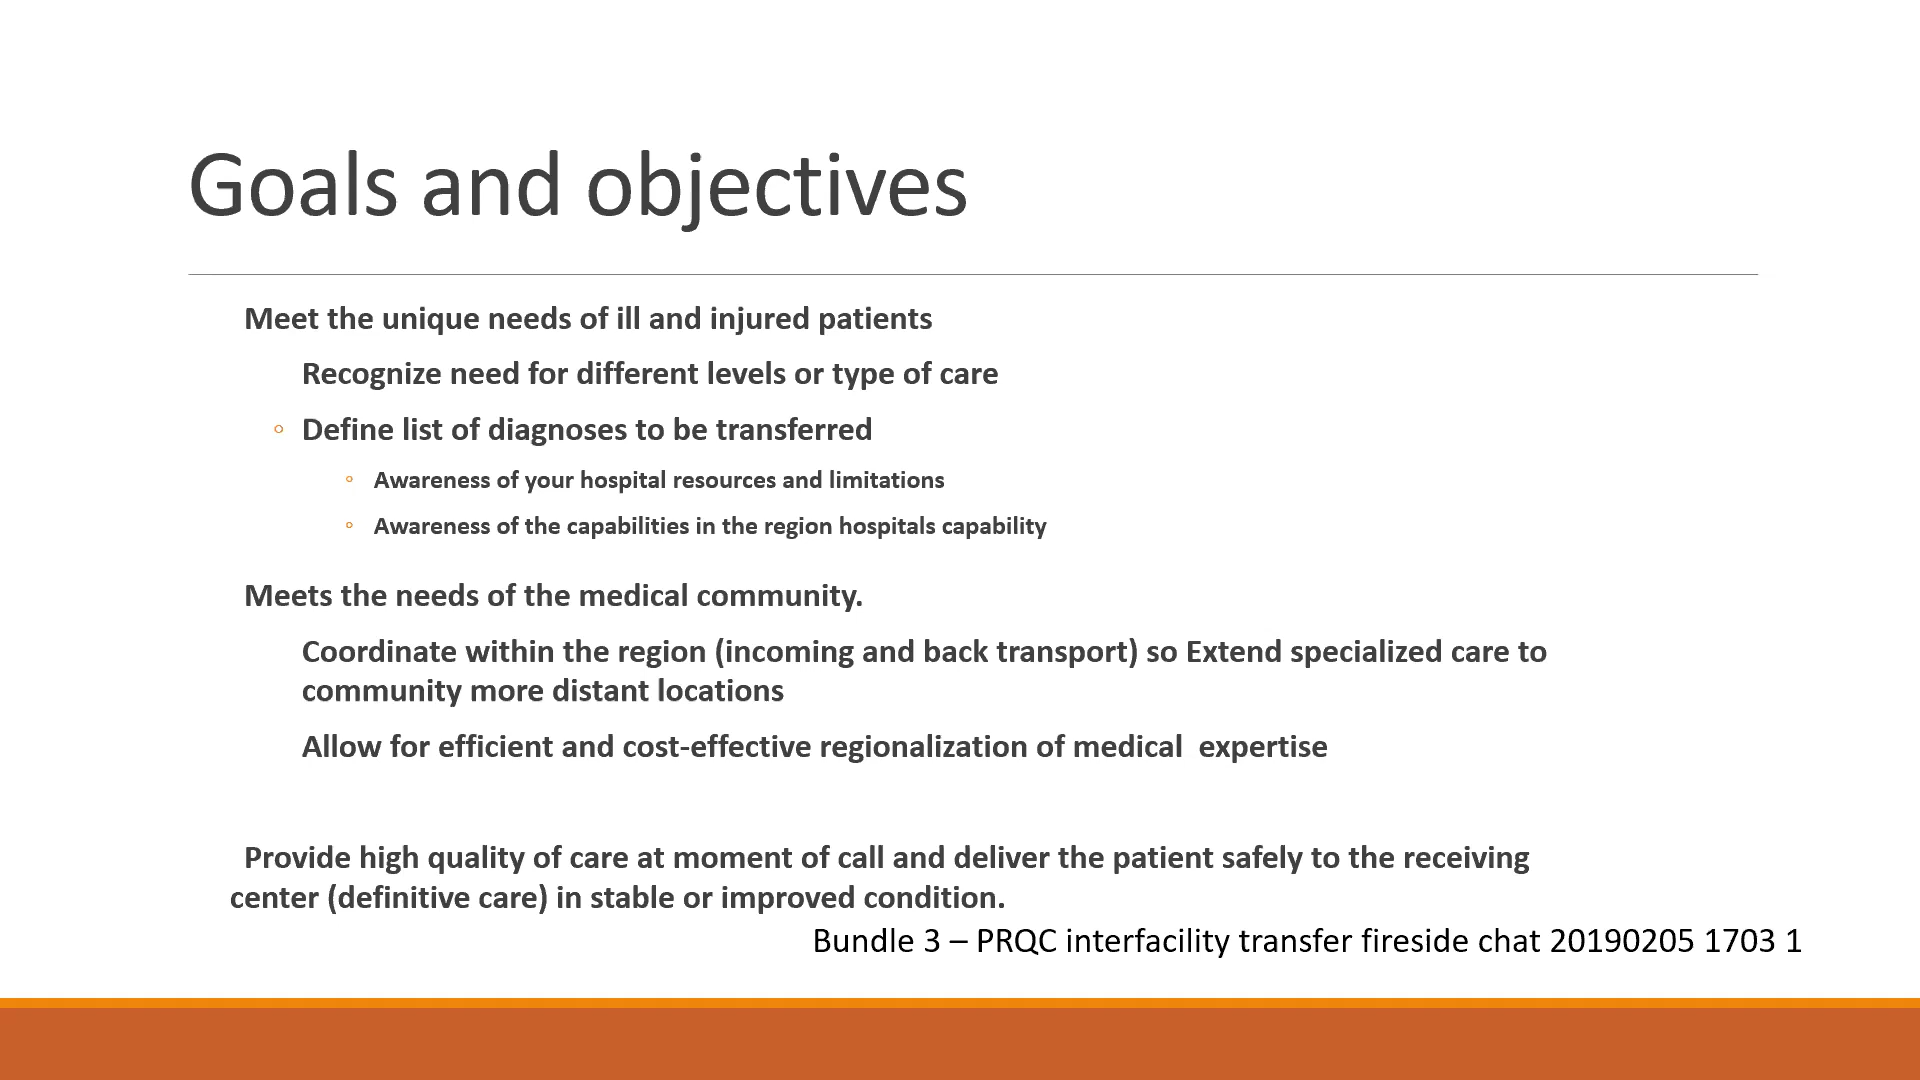 Goals and objectives
Meet the unique needs of ill and injured patients
Recognize need for different levels or type of care
◦ Define list of diagnoses to be transferred
◦ Awareness of your hospital resources and limitations
◦ Awareness of the capabilities in the region hospitals capability
Meets the needs of the medical community.
Coordinate within the region (incoming and back transport) so Extend specialized care to
community more distant locations
Allow for efficient and cost-effective regionalization of medical  expertise
Provide high quality of care at moment of call and deliver the patient safely to the receiving
center (definitive care) in stable or improved condition.
Bundle 3 – PRQC interfacility transfer fireside chat 20190205 1703 1